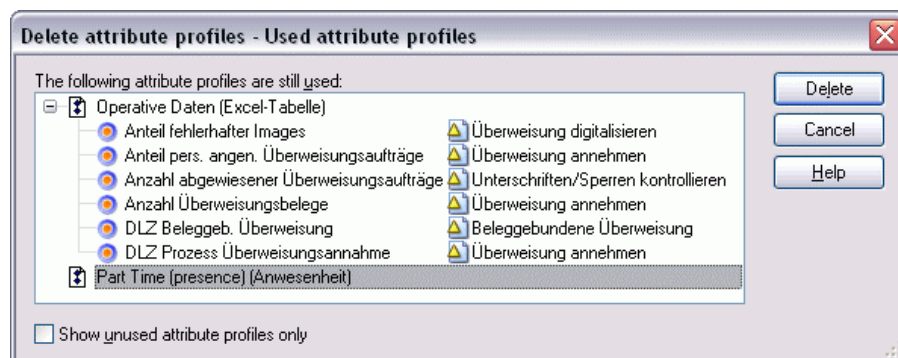 Delete attribute profiles - Used attribute profiles
The following attribute profiles are still used:
Operative Daten (Excel-Tabelle)
Anteil fehlerhafter Images Überweisung digitalisieren
Anteil pers. angen. Überweisungsaufträge Überweisung annehmen
Anzahl abgewiesener Überweisungsaufträge Unterschriften/Sperren kontrollieren
Anzahl Überweisungsbelege Überweisung annehmen
DLZ Beleggeb. Überweisung Beleggebundene Überweisung
DLZ Prozess Überweisungsannahme Überweisung annehmen
Part Time (presence) (Anwesenheit)
Show unused attribute profiles only
Delete
Cancel
Help